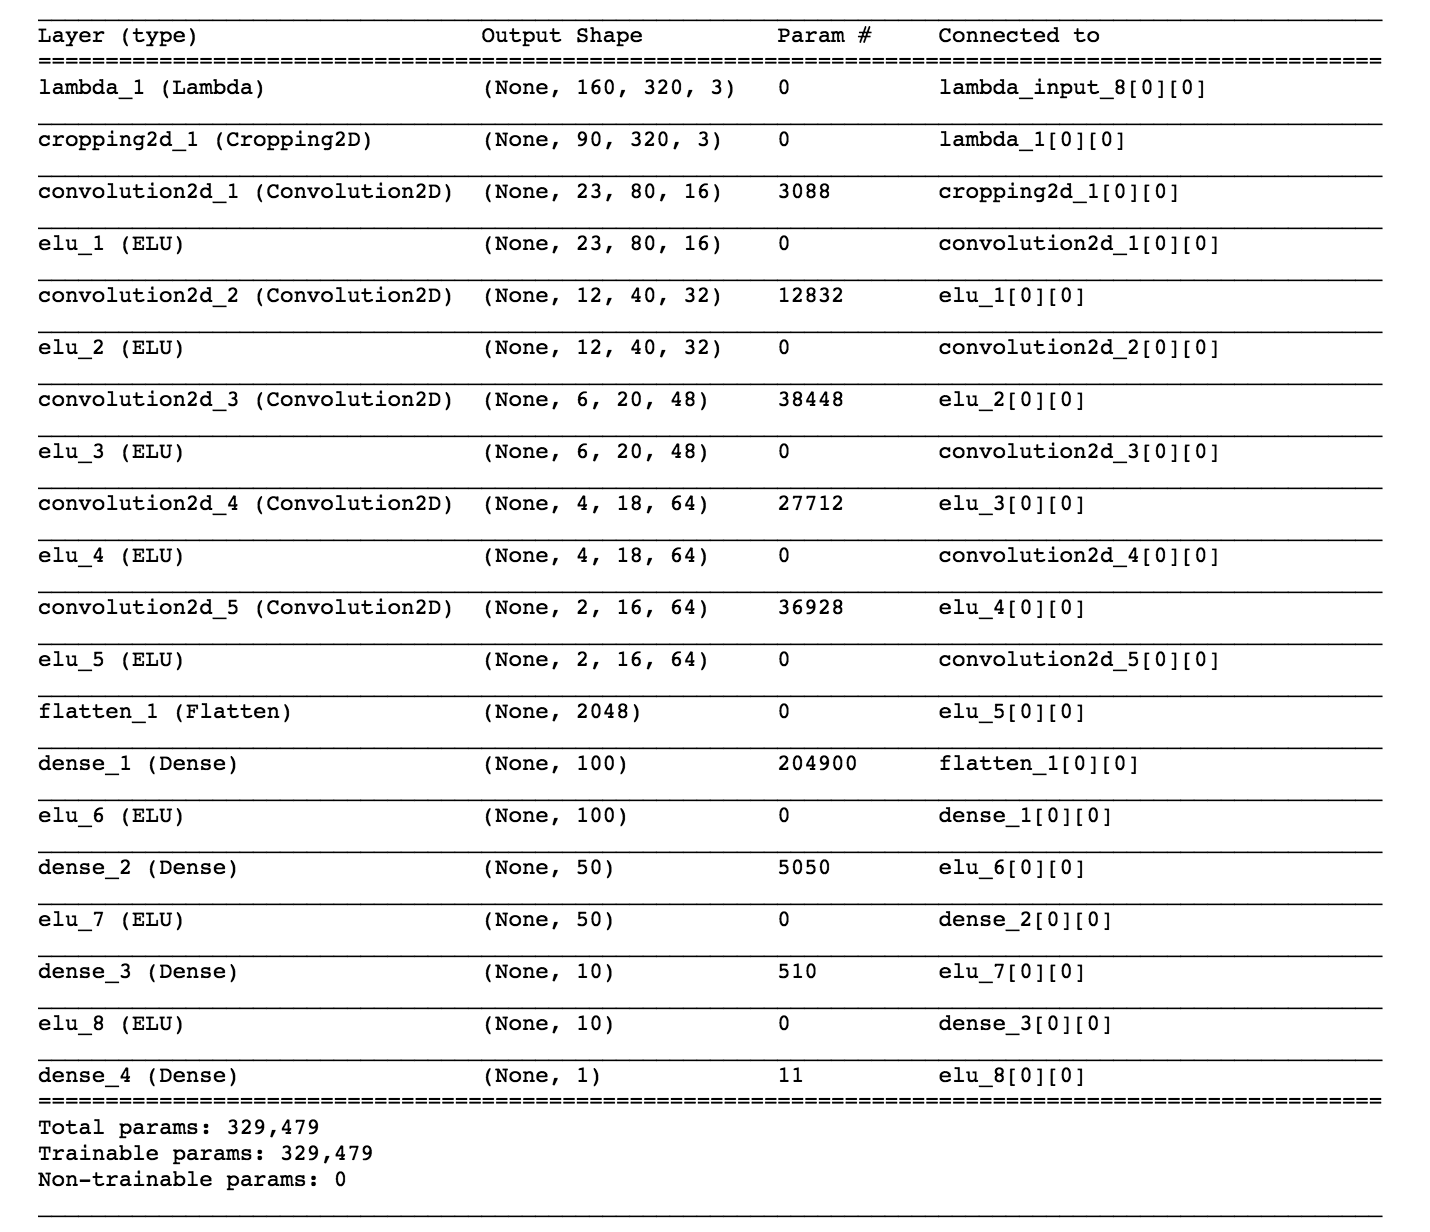 Layer (type) Output Shape Param # Connected to
lambda_1 (Lambda) (None, 160, 320, 3) 0 lambda_input_8[0][0]
cropping2d_1 (Cropping2D) (None, 90, 320, 3) 0 lambda_1[0][0]
convolution2d_1 (Convolution2D) (None, 23, 80, 16) 3088 cropping2d_1[0][0]
elu_1 (ELU) (None, 23, 80, 16) 0 convolution2d_1[0][0]
convolution2d_2 (Convolution2D) (None, 12, 40, 32) 12832 elu_1[0][0]
elu_2 (ELU) (None, 12, 40, 32) 0 convolution2d_2[0][0]
convolution2d_3 (Convolution2D) (None, 6, 20, 48) 38448 elu_2[0][0]
elu_3 (ELU) (None, 6, 20, 48) 0 convolution2d_3[0][0]
convolution2d_4 (Convolution2D) (None, 4, 18, 64) 27712 elu_3[0][0]
elu_4 (ELU) (None, 4, 18, 64) 0 convolution2d_4[0][0]
convolution2d_5 (Convolution2D) (None, 2, 16, 64) 36928 elu_4[0][0]
elu_5 (ELU) (None, 2, 16, 64) 0 convolution2d_5[0][0]
flatten_1 (Flatten) (None, 2048) 0 elu_5[0][0]
dense_1 (Dense) (None, 100) 204900 flatten_1[0][0]
elu_6 (ELU) (None, 100) 0 dense_1[0][0]
dense_2 (Dense) (None, 50) 5050 elu_6[0][0]
elu_7 (ELU) (None, 50) 0 dense_2[0][0]
dense_3 (Dense) (None, 10) 510 elu_7[0][0]
elu_8 (ELU) (None, 10) 0 dense_3[0][0]
dense_4 (Dense) (None, 1) 11 elu_8[0][0]
Total params: 329,479
Trainable params: 329,479
Non-trainable params: 0